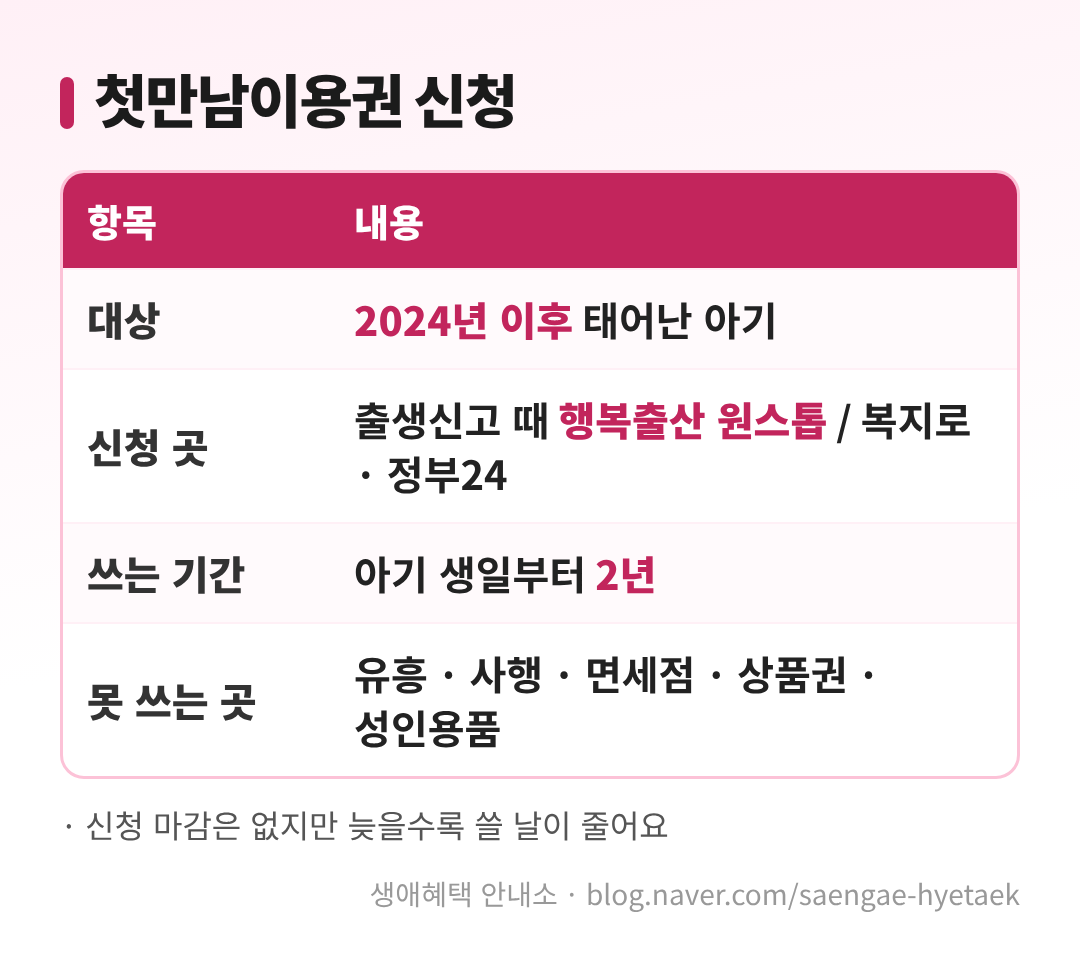 첫만남이용권 신청
항목 내용
대상 2024년 이후 태어난 아기
신청 곳 출생신고 때 행복출산 원스톱 / 복지로
· 정부24
쓰는 기간 아기 생일부터 2년
못 쓰는 곳 유흥 · 사행 · 면세점 · 상품권 ·
성인용품
· 신청 마감은 없지만 늦을수록 쓸 날이 줄어요
생애혜택 안내소 · blog.naver.com/saengae-hyetaek